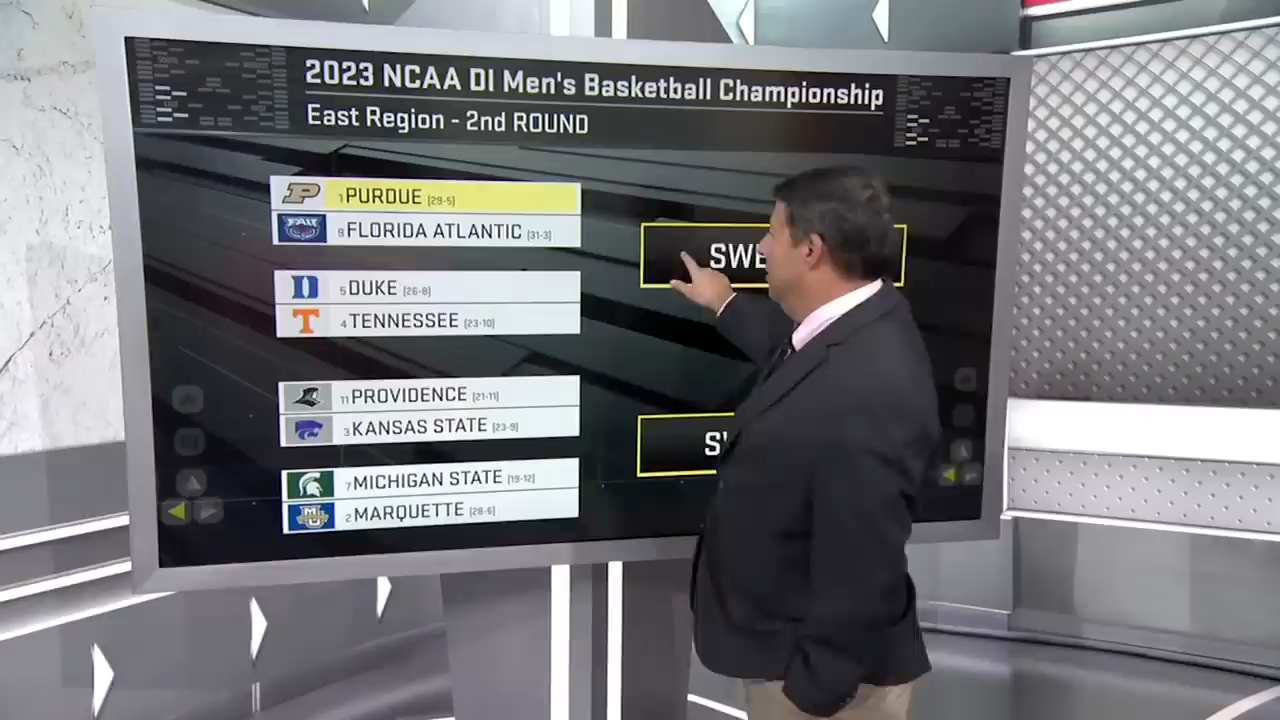 2023 NCAA DI Men's Basketball Championship
East Region - 2nd ROUND
1 PURDUE (29-5)
8 FLORIDA ATLANTIC (31-3)
5 DUKE (26-8)
4 TENNESSEE (23-10)
11 PROVIDENCE (21-11)
3 KANSAS STATE (23-9)
7 MICHIGAN STATE (19-12)
2 MARQUETTE (28-6)
FAU
MU